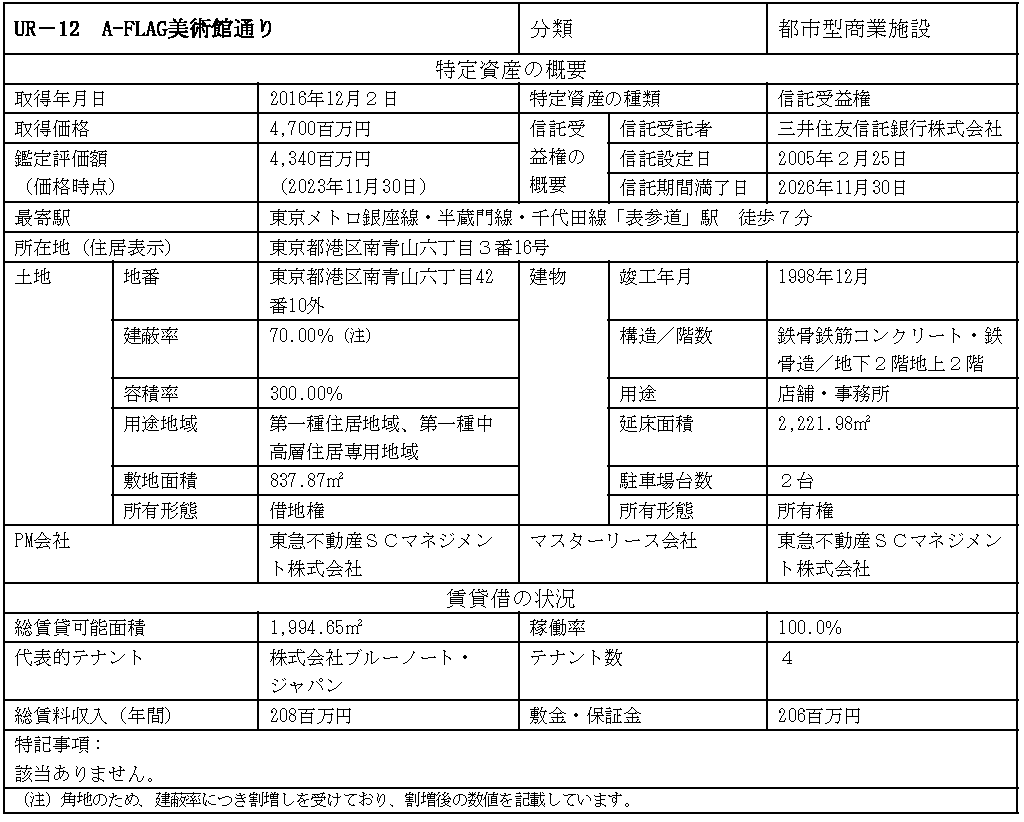 UR－12　A-FLAG美術館通り 分類 都市型商業施設
特定資産の概要
取得年月日 2016年12月２日 特定資産の種類 信託受益権
取得価格 4,700百万円 信託受益権の概要 信託受託者 三井住友信託銀行株式会社
鑑定評価額 4,340百万円 信託設定日 2005年２月25日
（価格時点） （2023年11月30日） 信託期間満了日 2026年11月30日
最寄駅 東京メトロ銀座線・半蔵門線・千代田線「表参道」駅　徒歩７分
所在地（住居表示） 東京都港区南青山六丁目３番16号
土地 地番 東京都港区南青山六丁目42 建物 竣工年月 1998年12月
番10外
建蔽率 70.00%（注） 構造／階数 鉄骨鉄筋コンクリート・鉄
骨造／地下２階地上２階
容積率 300.00% 用途 店舗・事務所
用途地域 第一種住居地域、第一種中 延床面積 2,221.98㎡
高層住居専用地域
敷地面積 837.87㎡ 駐車場台数 ２台
所有形態 借地権 所有形態 所有権
PM会社 東急不動産ＳＣマネジメン マスターリース会社 東急不動産ＳＣマネジメン
ト株式会社 ト株式会社
賃貸借の状況
総賃貸可能面積 1,994.65㎡ 稼働率 100.0%
代表的テナント 株式会社ブルーノート・ テナント数 ４
ジャパン
総賃料収入（年間） 208百万円 敷金・保証金 206百万円
特記事項：
該当ありません。
（注）角地のため、建蔽率につき割増しを受けており、割増後の数値を記載しています。